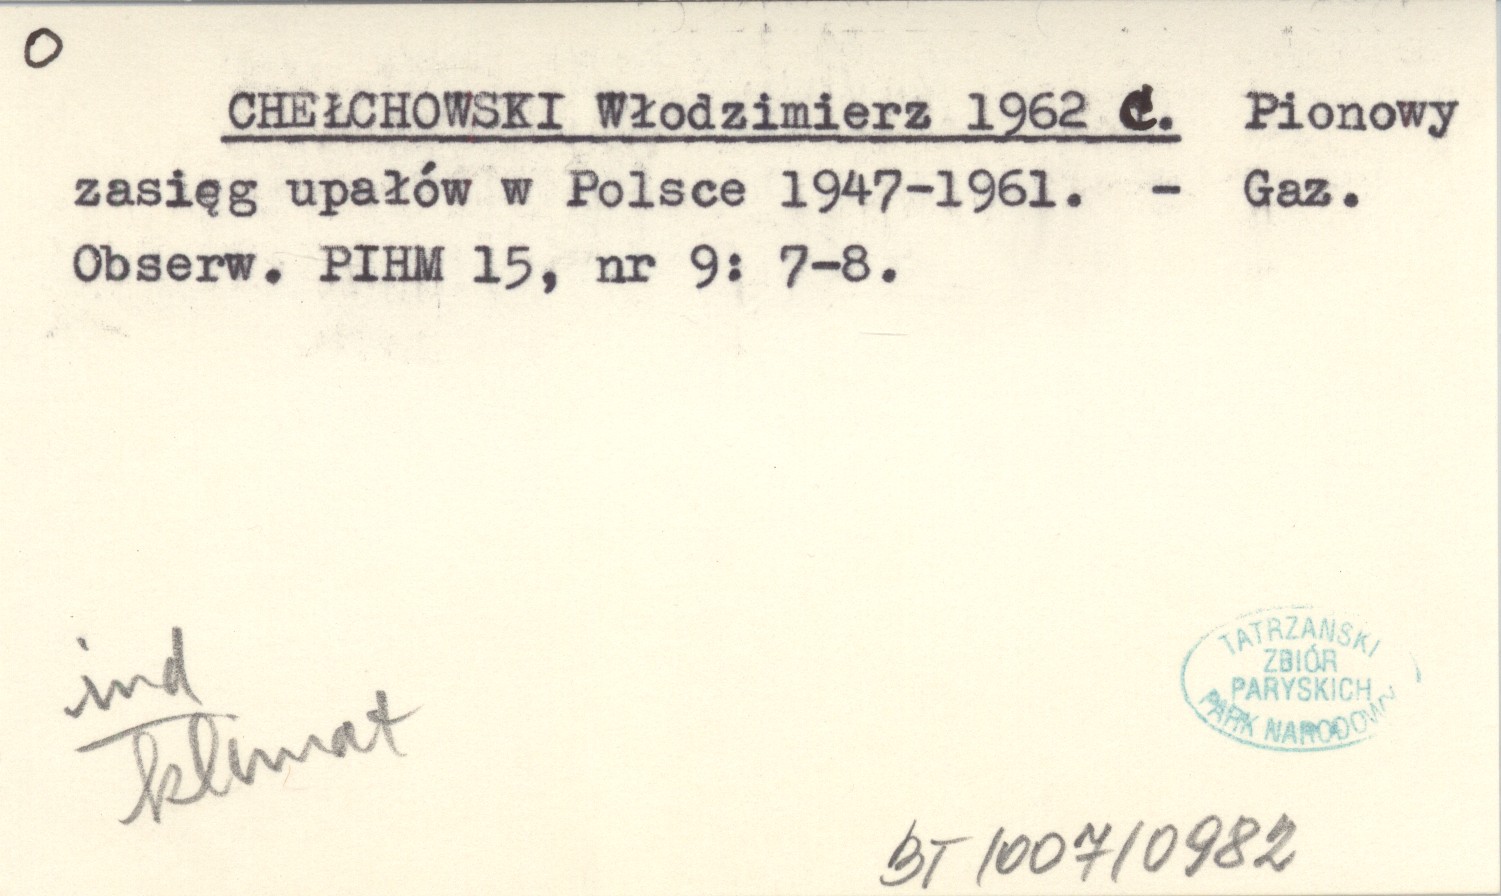 O
CHEŁCHOWSKI Włodzimierz 1962 C. Pionowy
zasięg upałów w Polsce 1947-1961. - Gaz.
Obserw. PIHM 15, nr 9: 7-8.
ind
klimat
TATRZAŃSKI
ZBIÓR
PARYSKICH
PARK NARODOWY
BT/00710982